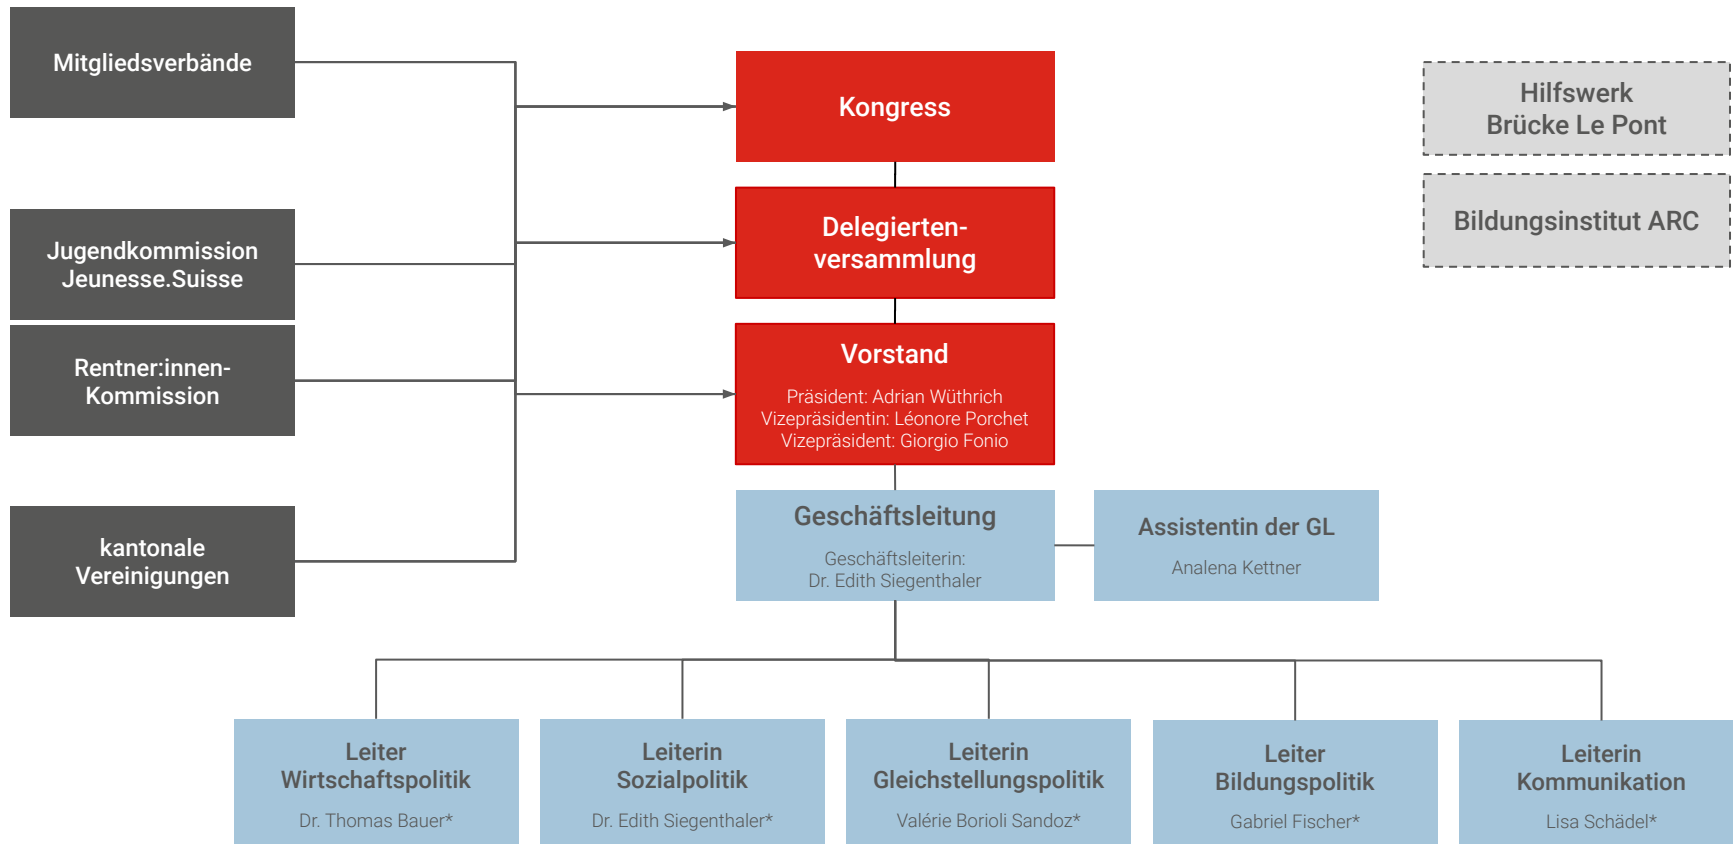 Mitgliedsverbände
Jugendkommission
Jeunesse.Suisse
Rentner:innen-
Kommission
kantonale
Vereinigungen
Kongress
Delegierten-
versammlung
Vorstand
Präsident: Adrian Wüthrich
Vizepräsidentin: Léonore Porchet
Vizepräsident: Giorgio Fonio
Hilfswerk
Brücke Le Pont
Bildungsinstitut ARC
Geschäftsleitung
Geschäftsleiterin:
Dr. Edith Siegenthaler
Assistentin der GL
Analena Kettner
Leiter
Wirtschaftspolitik
Dr. Thomas Bauer*
Leiterin
Sozialpolitik
Dr. Edith Siegenthaler*
Leiterin
Gleichstellungspolitik
Valérie Borioli Sandoz*
Leiter
Bildungspolitik
Gabriel Fischer*
Leiterin
Kommunikation
Lisa Schädel*